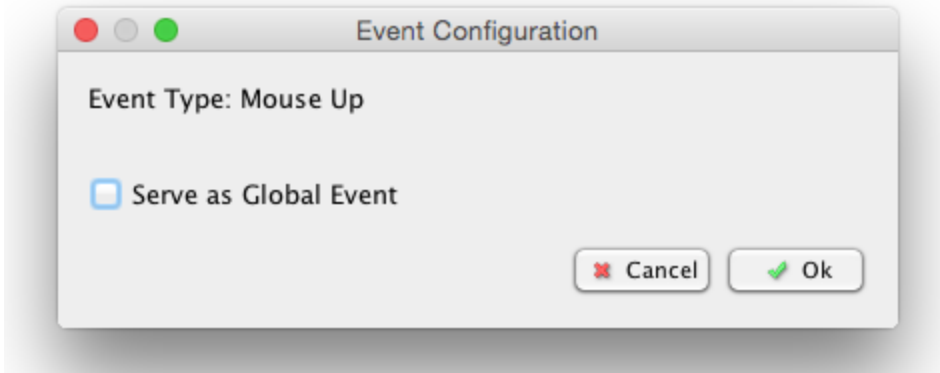 Event Configuration
Event Type: Mouse Up
Serve as Global Event
Cancel
Ok